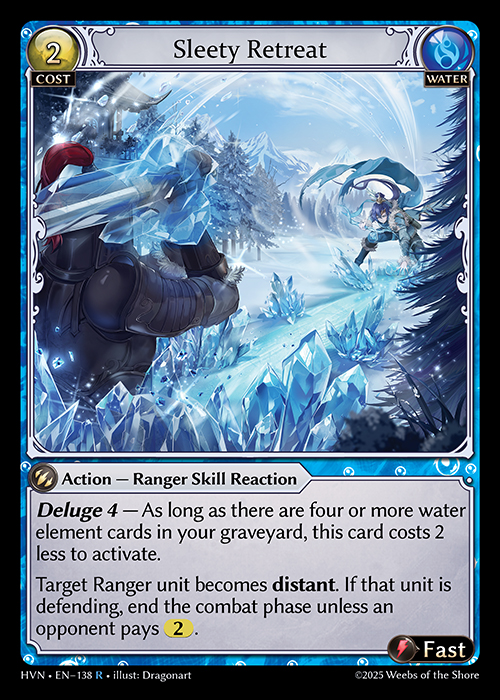 2
Sleety Retreat
COST
WATER
Action — Ranger Skill Reaction
Deluge 4 — As long as there are four or more water
element cards in your graveyard, this card costs 2
less to activate.
Target Ranger unit becomes distant. If that unit is
defending, end the combat phase unless an
opponent pays 2.
Fast
HVN • EN-138 R • illust: Dragonart
©2025 Weebs of the Shore